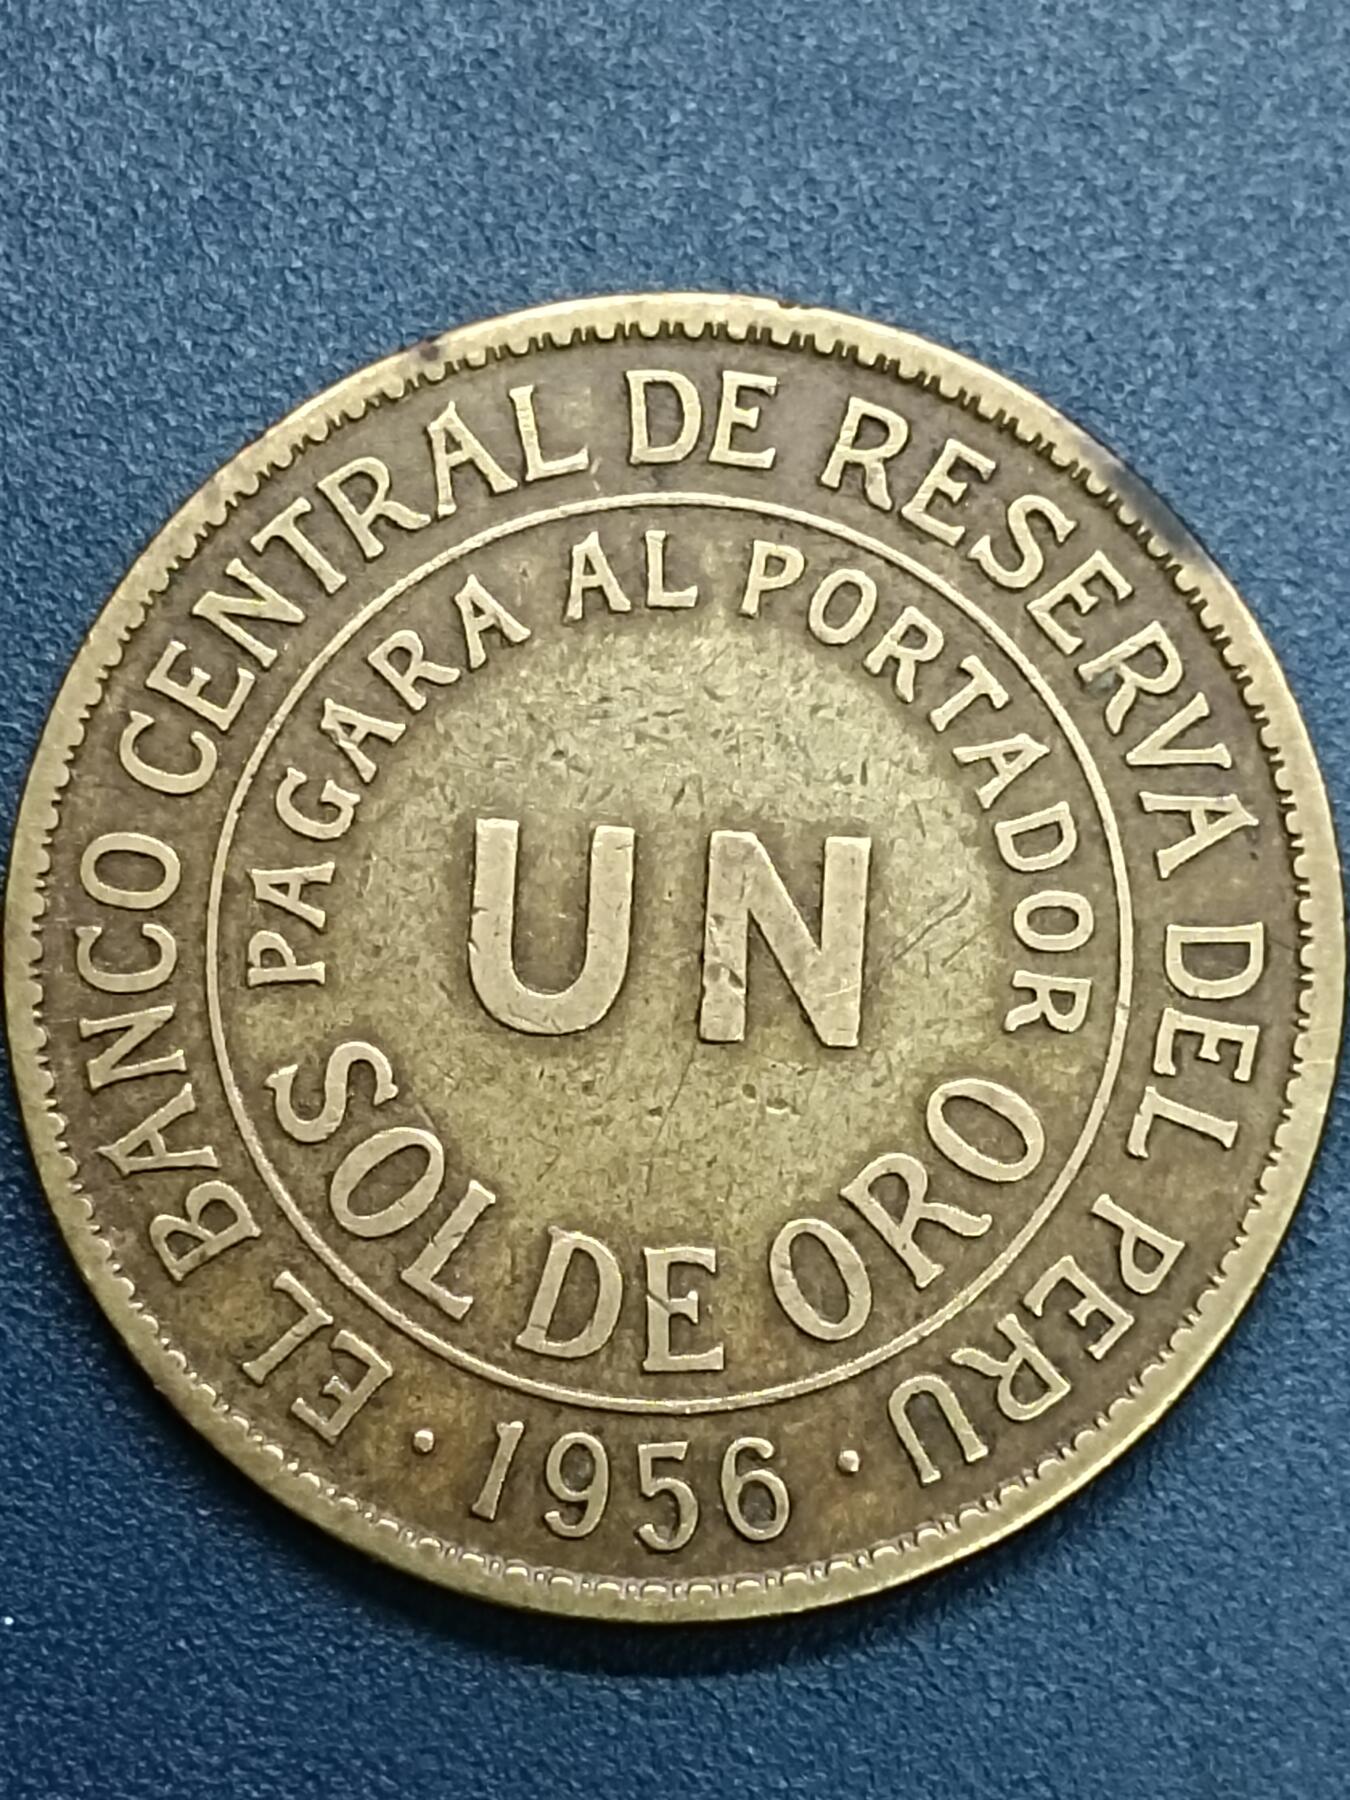 EL BANCO CENTRAL DE RESERVA DEL PERU
PAGARA AL PORTADOR
UN
SOL DE ORO
· 1956 ·